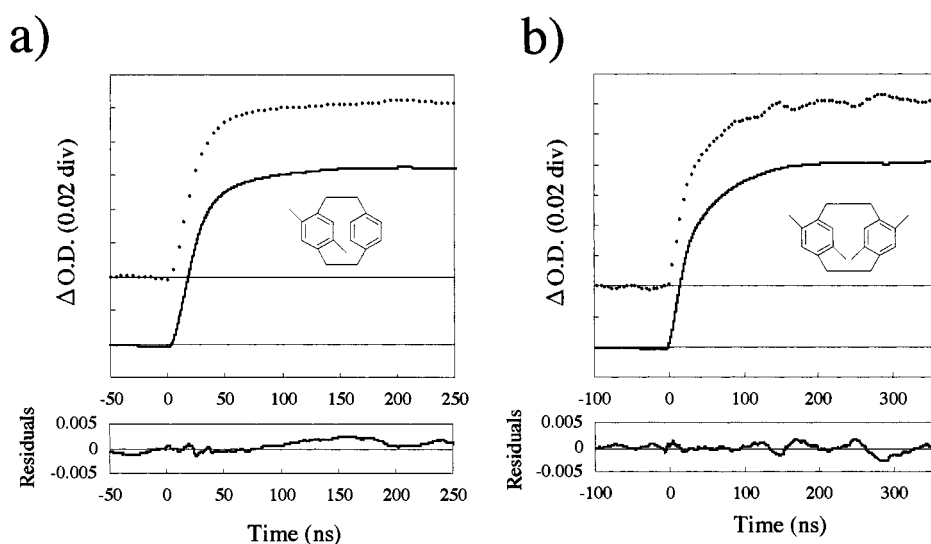 a)
Δ O.D. (0.02 div)
-50 0 50 100 150 200 250
Residuals
0.005
0
-0.005
-50 0 50 100 150 200 250
Time (ns)
b)
Δ O.D. (0.02 div)
-100 0 100 200 300
Residuals
0.005
0
-0.005
-100 0 100 200 300
Time (ns)